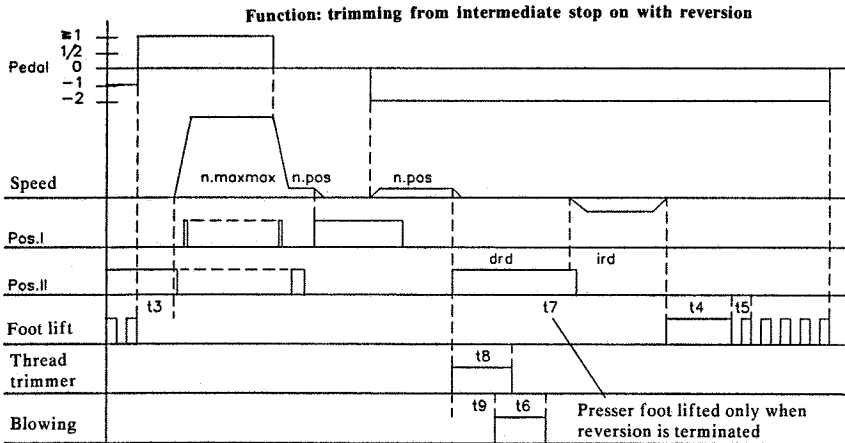 Function: trimming from intermediate stop on with reversion
≥1
1/2
Pedal 0
-1
-2
n.maxmax n.pos n.pos
Speed
Pos.I
drd ird
Pos.II
t3 t7 t4 t5
Foot lift
t8
Thread
trimmer
t9 t6
Presser foot lifted only when
Blowing
reversion is terminated